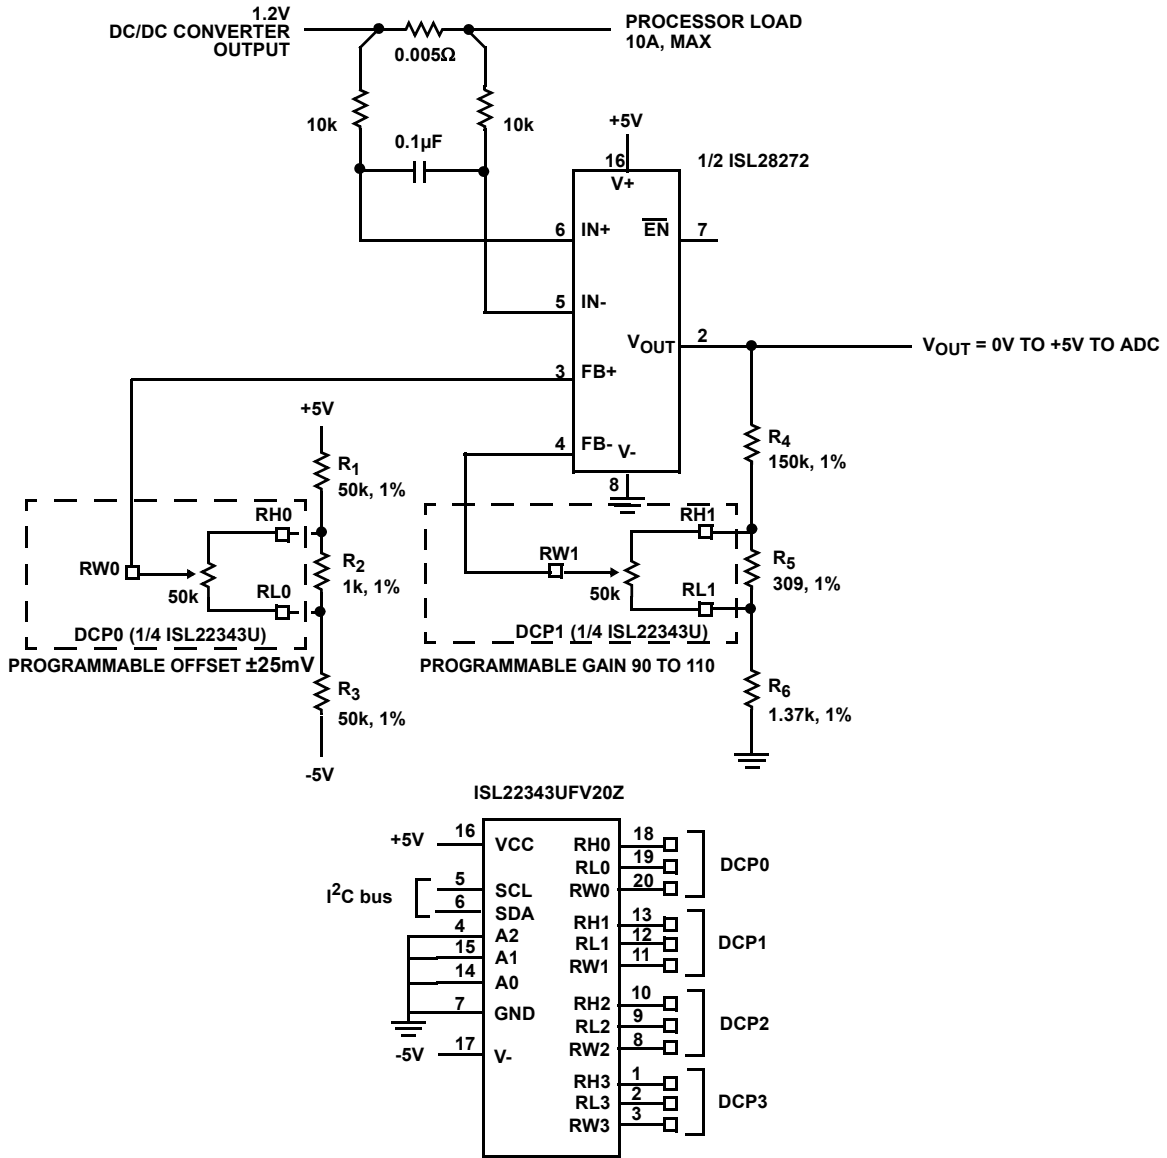 1.2V
DC/DC CONVERTER
OUTPUT
0.005Ω
PROCESSOR LOAD
10A, MAX
10k
10k
0.1µF
+5V
16
V+
1/2 ISL28272
6
IN+
EN
7
5
IN-
VOUT
2
VOUT = 0V TO +5V TO ADC
3
FB+
4
FB-
V-
8
+5V
R1
50k, 1%
RH0
RW0
50k
RL0
R2
1k, 1%
DCP0 (1/4 ISL22343U)
PROGRAMMABLE OFFSET ±25mV
R3
50k, 1%
-5V
R4
150k, 1%
RH1
RW1
50k
RL1
R5
309, 1%
DCP1 (1/4 ISL22343U)
PROGRAMMABLE GAIN 90 TO 110
R6
1.37k, 1%
ISL22343UFV20Z
+5V
16
VCC
I2C bus
5
SCL
6
SDA
4
A2
15
A1
14
A0
7
GND
-5V
17
V-
RH0
18
RL0
19
RW0
20
DCP0
RH1
13
RL1
12
RW1
11
DCP1
RH2
10
RL2
9
RW2
8
DCP2
RH3
1
RL3
2
RW3
3
DCP3